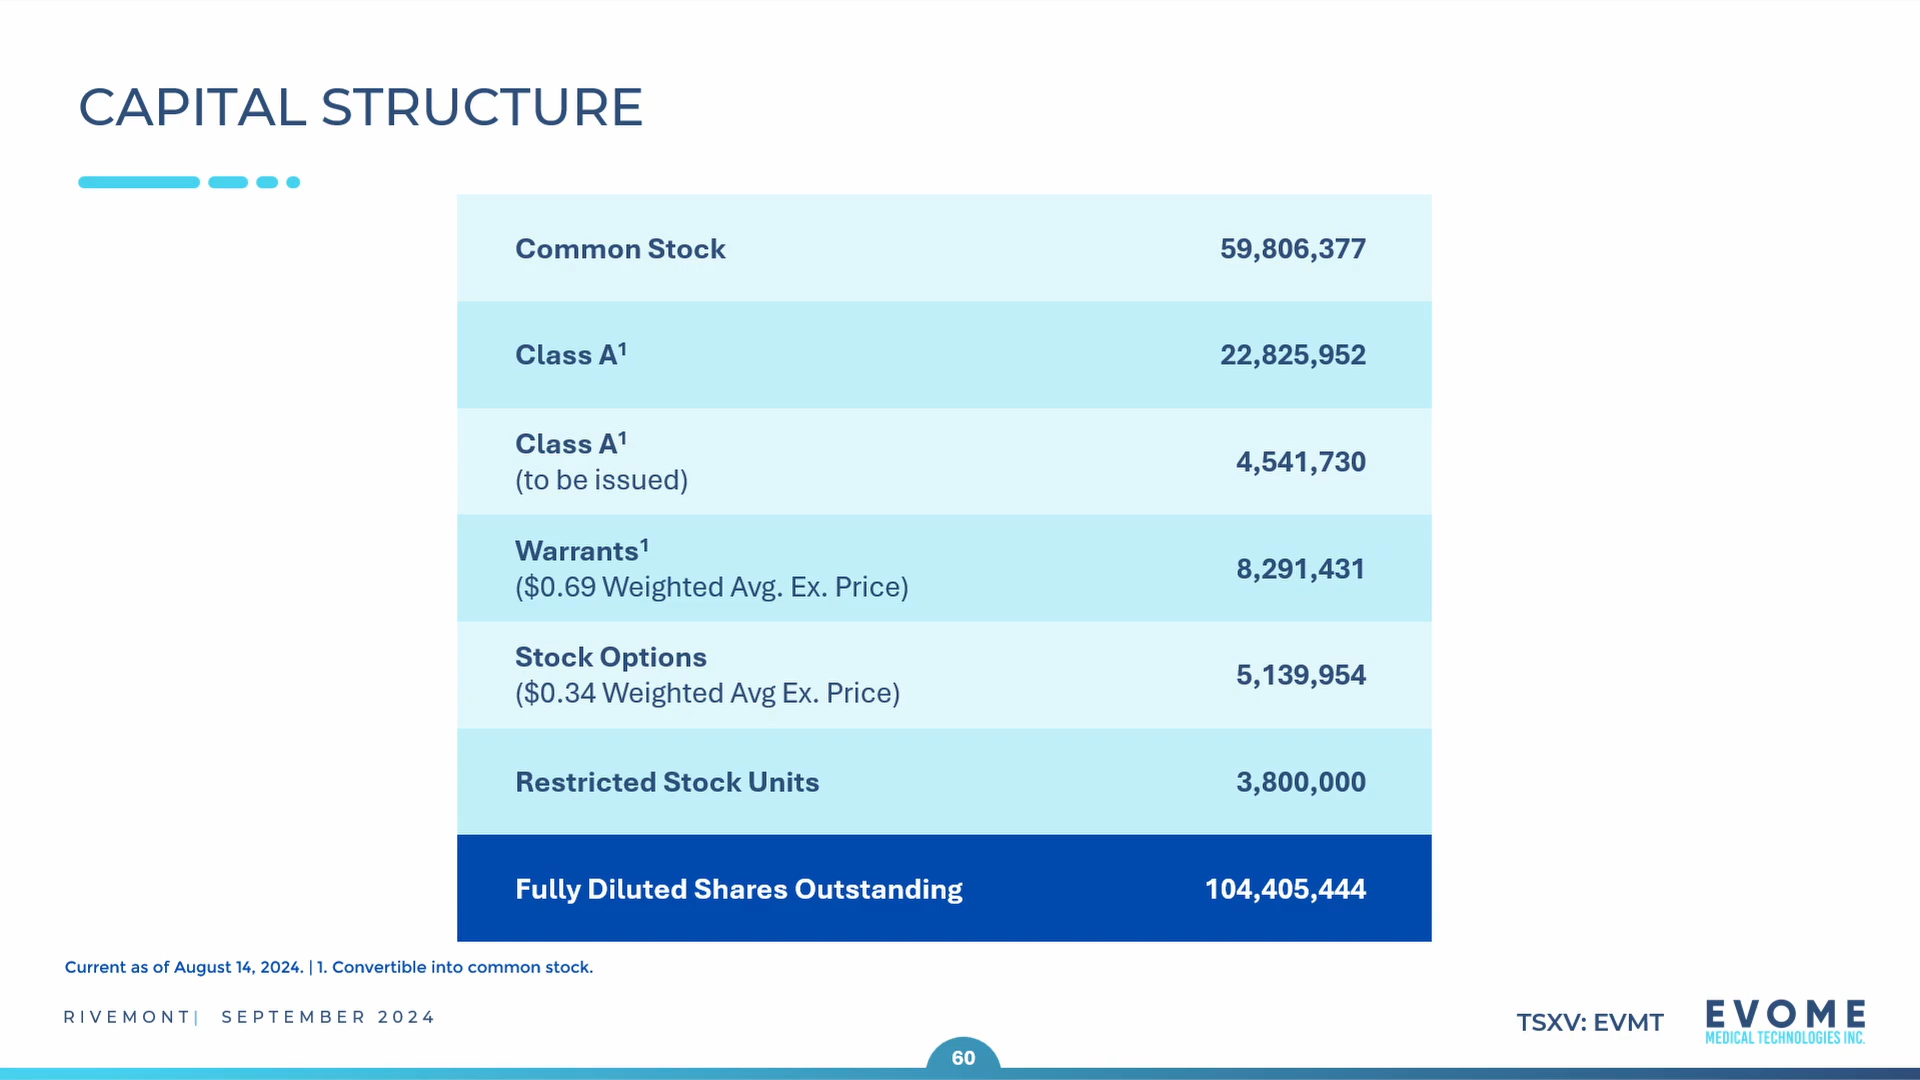 CAPITAL STRUCTURE
Common Stock 59,806,377
Class A¹ 22,825,952
Class A¹
(to be issued) 4,541,730
Warrants¹
($0.69 Weighted Avg. Ex. Price) 8,291,431
Stock Options
($0.34 Weighted Avg Ex. Price) 5,139,954
Restricted Stock Units 3,800,000
Fully Diluted Shares Outstanding 104,405,444
Current as of August 14, 2024. | 1. Convertible into common stock.
RIVEMONT| SEPTEMBER 2024
TSXV: EVMT
EVOME
MEDICAL TECHNOLOGIES INC.
60